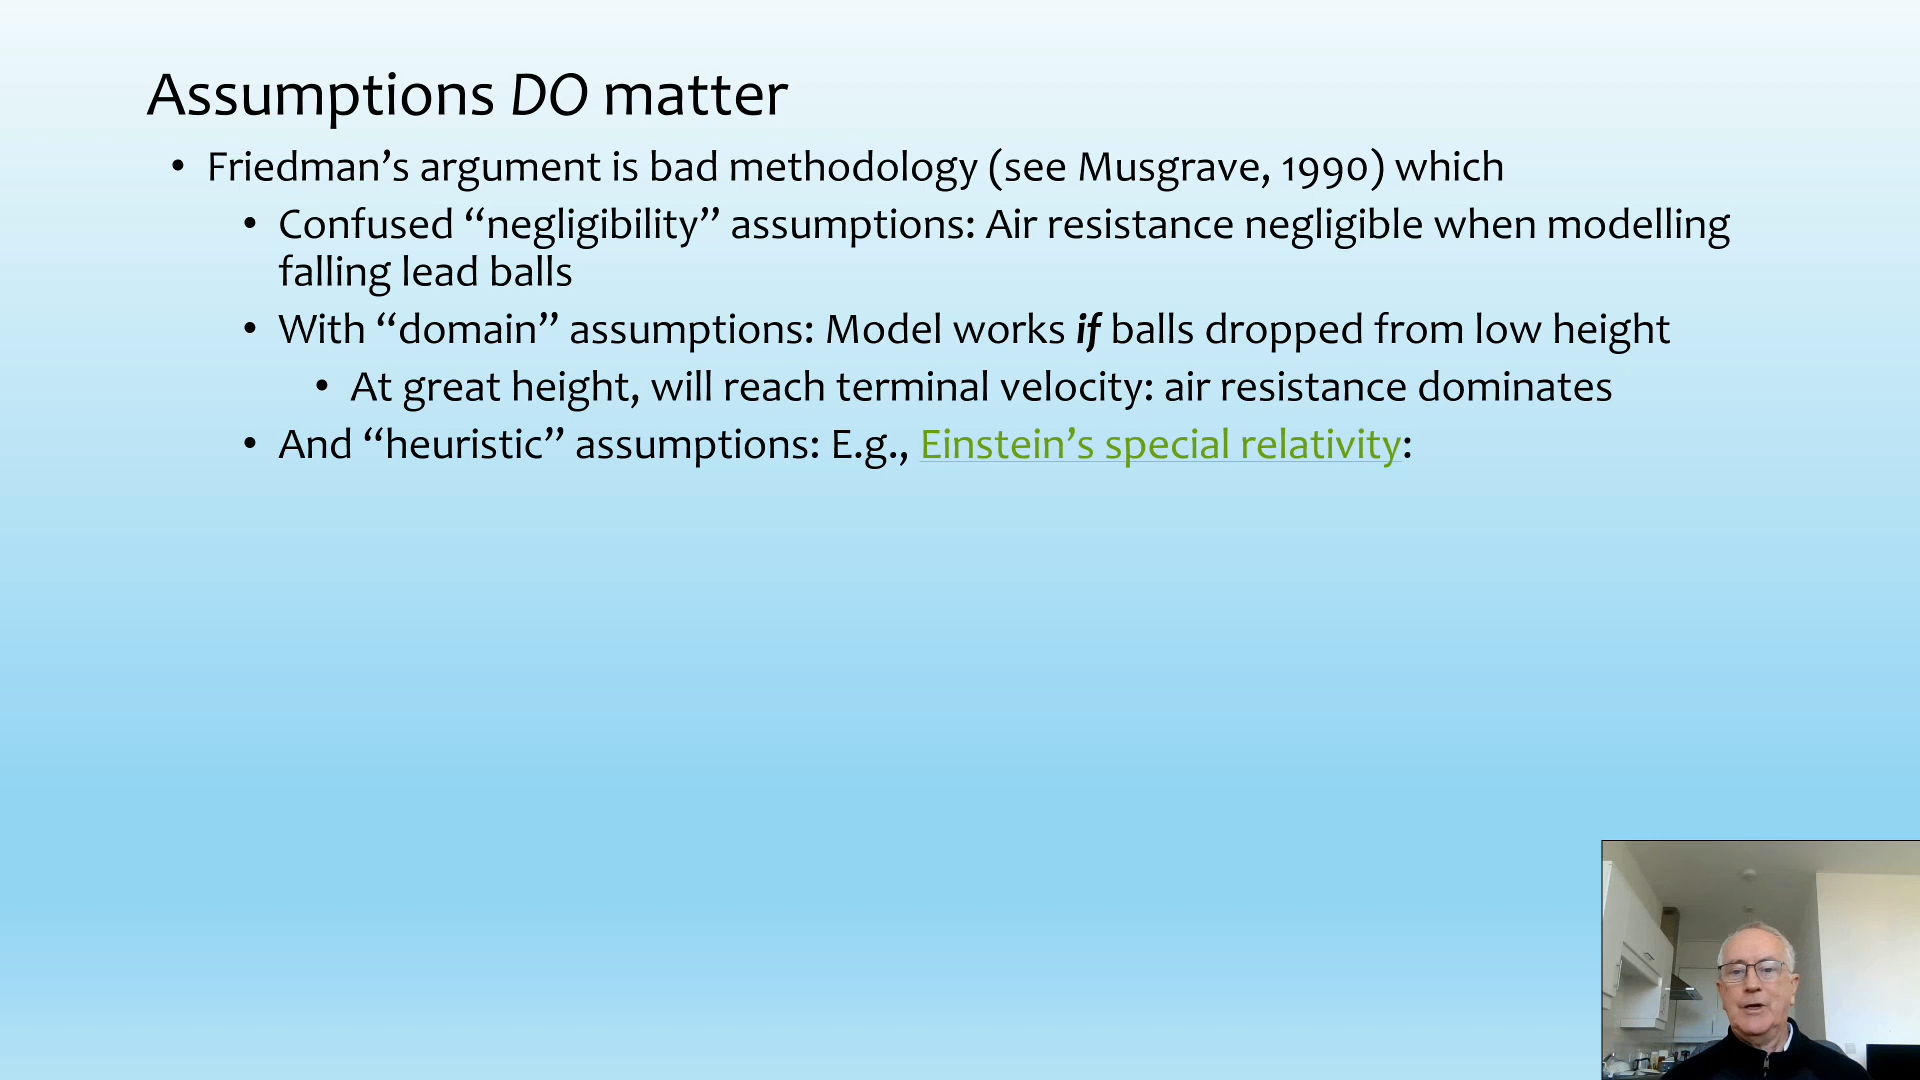 Assumptions DO matter
• Friedman’s argument is bad methodology (see Musgrave, 1990) which
• Confused “negligibility” assumptions: Air resistance negligible when modelling
falling lead balls
• With “domain” assumptions: Model works if balls dropped from low height
• At great height, will reach terminal velocity: air resistance dominates
• And “heuristic” assumptions: E.g., Einstein’s special relativity: